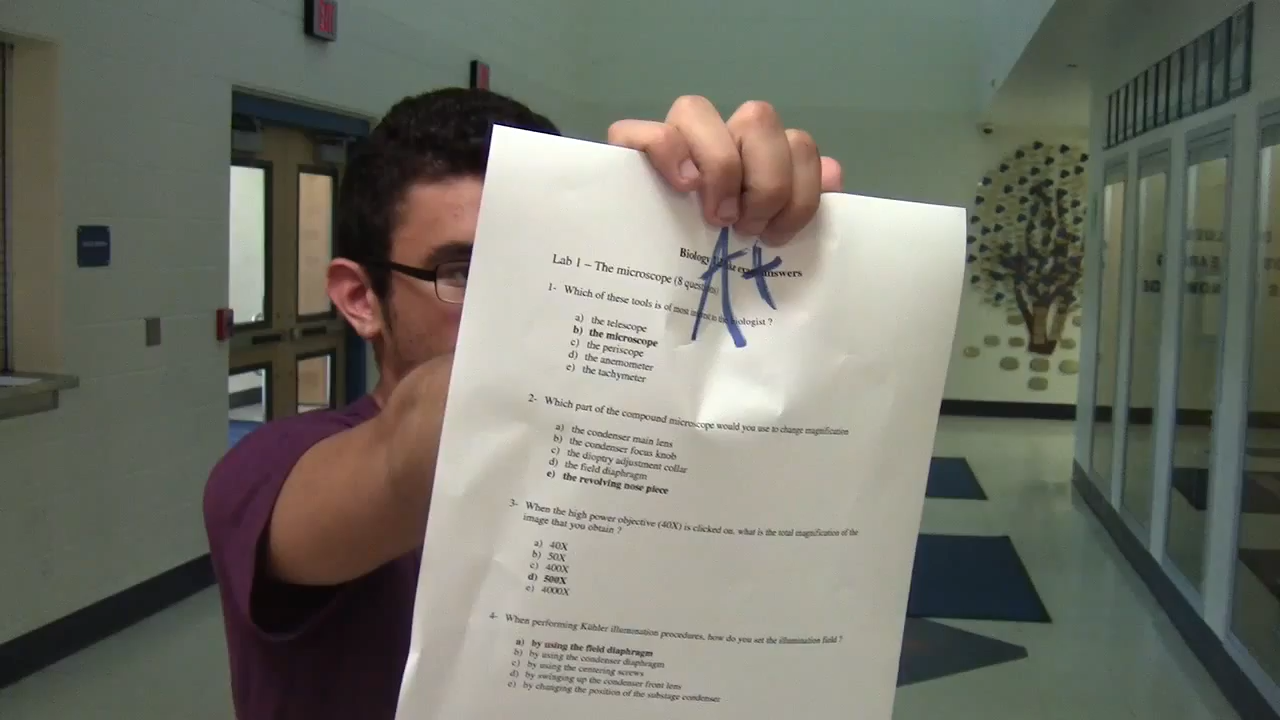 A+
Biology answers
Lab 1 – The microscope (8
1- Which of these tools is of most to the biologist ?
a) the telescope
b) the microscope
c) the periscope
d) the anemometer
e) the tachymeter
2- Which part of the compound microscope would you use to change magnification
a) the condenser main lens
b) the condenser focus knob
c) the dioptry adjustment collar
d) the field diaphragm
e) the revolving nose piece
3- When the high power objective (40X) is clicked on, what is the total magnification of the
image that you obtain ?
a) 40X
b) 50X
c) 400X
d) 500X
e) 4000X
4- When performing Kühler illumination procedures, how do you set the illumination field ?
a) by using the field diaphragm
b) by using the condenser diaphragm
c) by using the centering screws
d) by swinging up the condenser front lens
e) by changing the position of the substage condenser